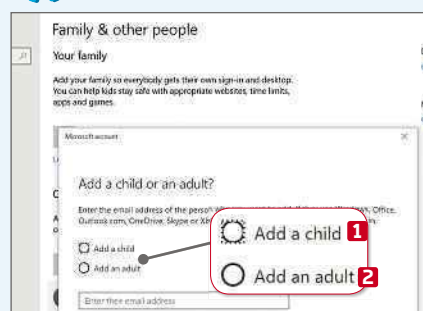 Family & other people
Your family
Add your family so everybody gets their own sign-in and desktop.
You can help kids stay safe with appropriate websites, time limits,
apps and games.
Microsoft account
Add a child or an adult?
Enter the email address of the person
Office,
Outlook.com, OneDrive, Skype or
Add a child
Add an adult
Enter their email address
Add a child 1
Add an adult 2